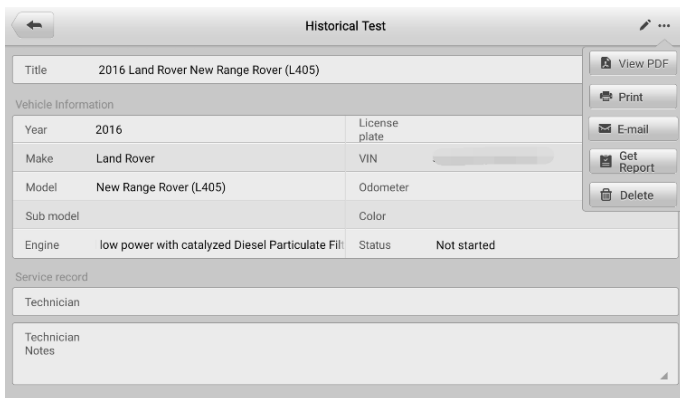 Historical Test
View PDF
Print
E-mail
Get
Report
Delete
Title 2016 Land Rover New Range Rover (L405)
Vehicle Information
Year 2016 License
plate
Make Land Rover VIN
Model New Range Rover (L405) Odometer
Sub model Color
Engine low power with catalyzed Diesel Particulate Filt Status Not started
Service record
Technician
Technician
Notes